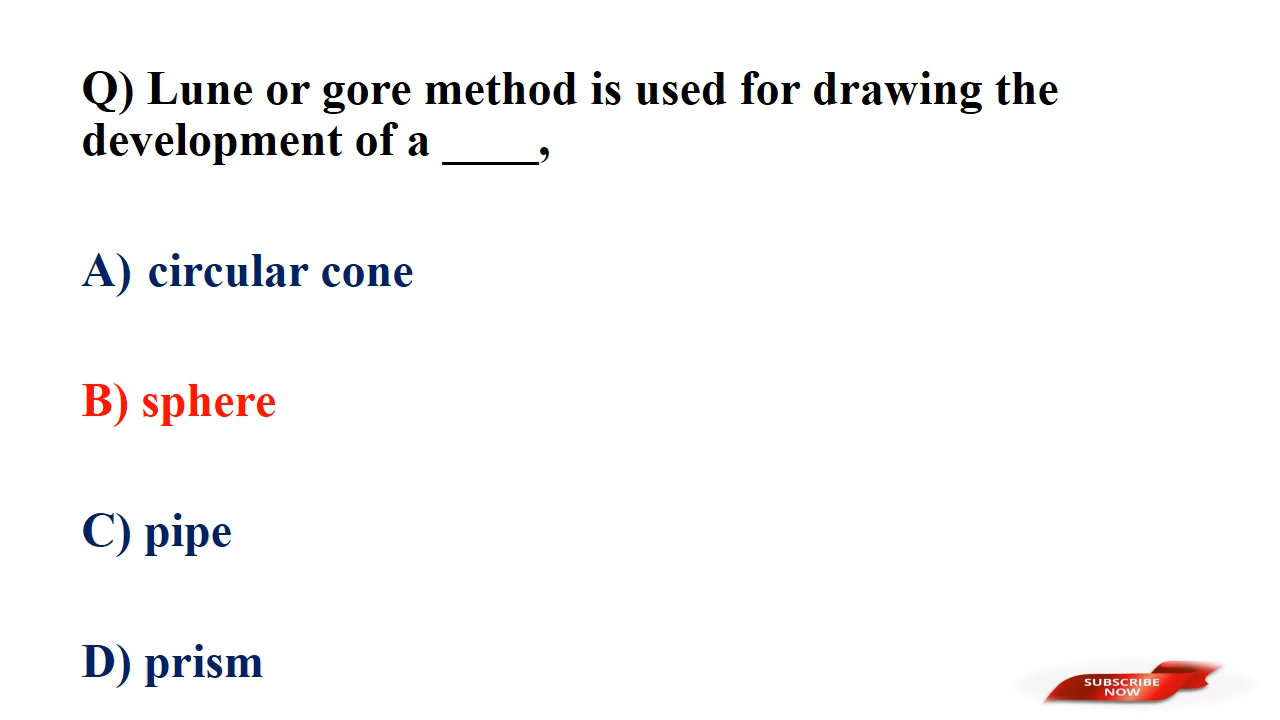 Q) Lune or gore method is used for drawing the
development of a ____,
A) circular cone
B) sphere
C) pipe
D) prism
SUBSCRIBE
NOW